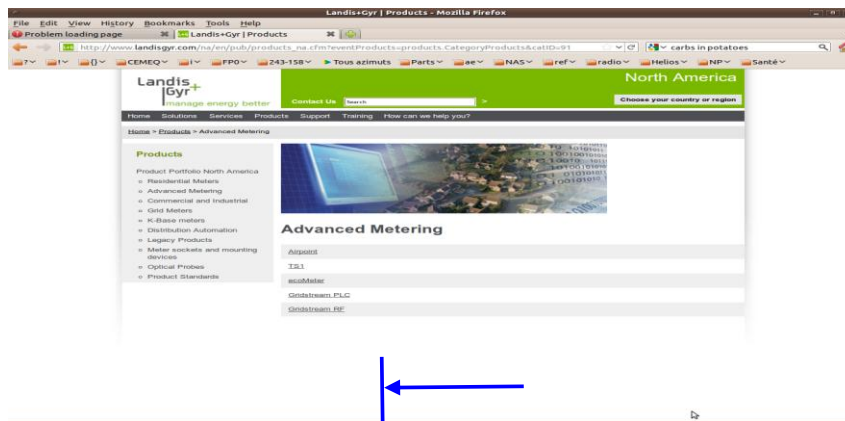 Landis+Gyr | Products - Mozilla Firefox
File Edit View History Bookmarks Tools Help
Problem loading page Landis+Gyr | Products
http://www.landisgyr.com/na/en/pub/products_na.cfm?eventProducts=products.CategoryProducts&catID=91 carbs in potatoes
? ! {} CEMEQ i FP0 243-158 Tous azimuts Parts ae NAS ref radio Helios NP Santé
Landis
Gyr
manage energy better
Contact Us Search >
North America
Choose your country or region
Home Solutions Services Products Support Training How can we help you?
Home > Products > Advanced Metering
Products
Product Portfolio North America
Residential Meters
Advanced Metering
Commercial and Industrial
Grid Meters
K-Base meters
Distribution Automation
Legacy Products
Meter sockets and mounting
devices
Optical Probes
Product Standards
Advanced Metering
Airpoint
TS1
ecoMeter
Gridstream PLC
Gridstream RF